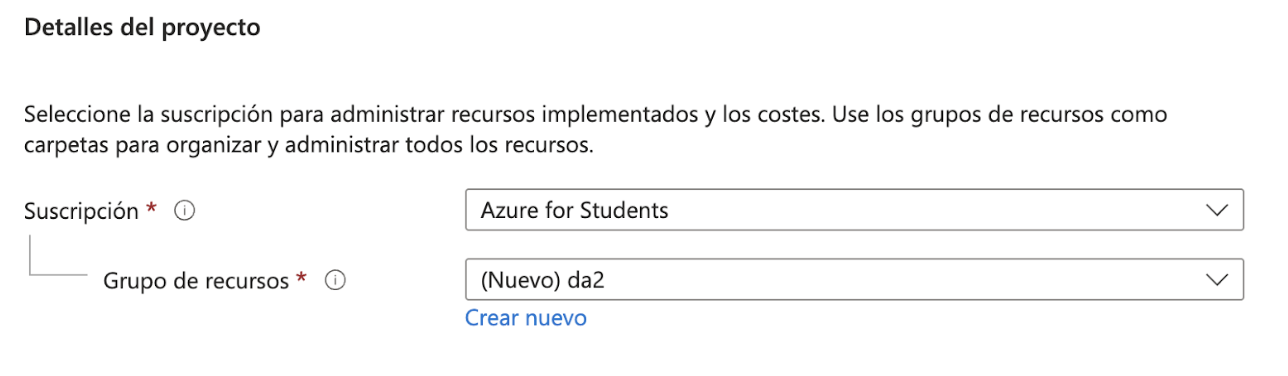 Detalles del proyecto
Seleccione la suscripción para administrar recursos implementados y los costes. Use los grupos de recursos como
carpetas para organizar y administrar todos los recursos.
Suscripción *
Azure for Students
Grupo de recursos *
(Nuevo) da2
Crear nuevo